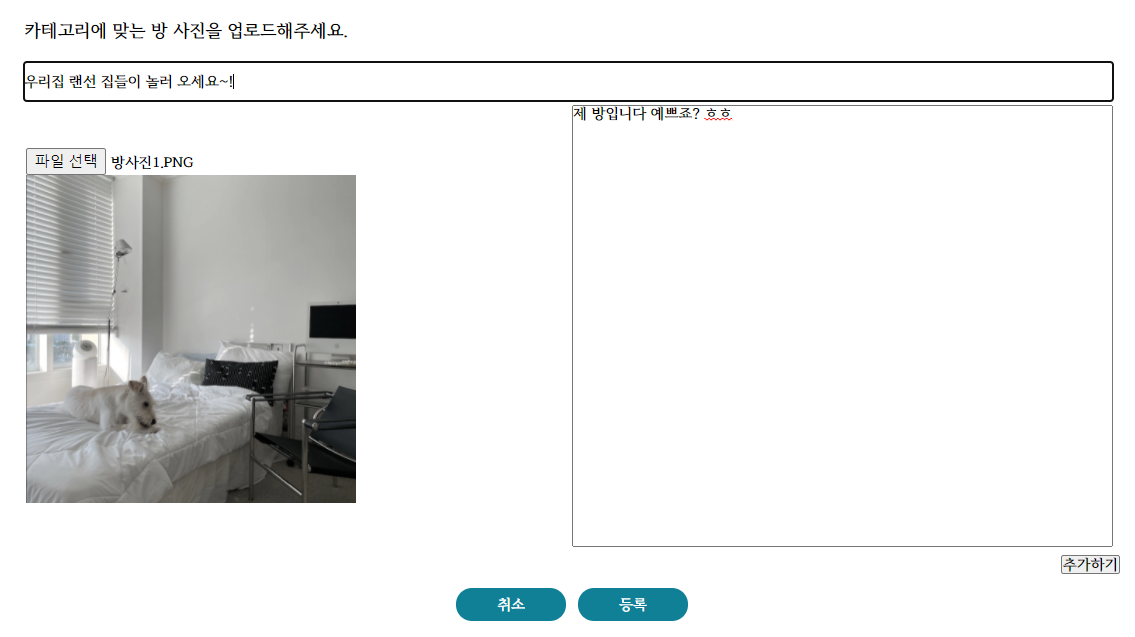 카테고리에 맞는 방 사진을 업로드해주세요.
우리집 랜선 집들이 놀러 오세요~!
제 방입니다 예쁘죠? ㅎㅎ
파일 선택 방사진1.PNG
추가하기
취소 등록